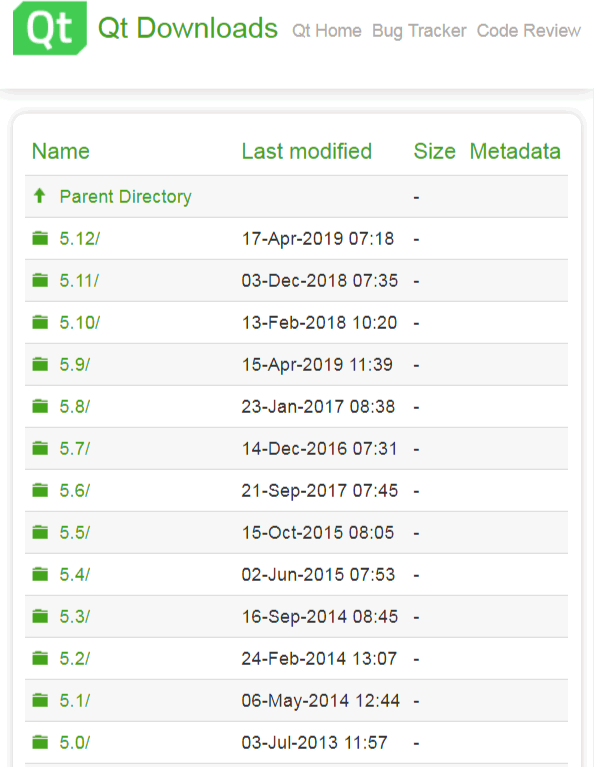 Qt Qt Downloads Qt Home Bug Tracker Code Review
Name Last modified Size Metadata
Parent Directory -
5.12/ 17-Apr-2019 07:18 -
5.11/ 03-Dec-2018 07:35 -
5.10/ 13-Feb-2018 10:20 -
5.9/ 15-Apr-2019 11:39 -
5.8/ 23-Jan-2017 08:38 -
5.7/ 14-Dec-2016 07:31 -
5.6/ 21-Sep-2017 07:45 -
5.5/ 15-Oct-2015 08:05 -
5.4/ 02-Jun-2015 07:53 -
5.3/ 16-Sep-2014 08:45 -
5.2/ 24-Feb-2014 13:07 -
5.1/ 06-May-2014 12:44 -
5.0/ 03-Jul-2013 11:57 -